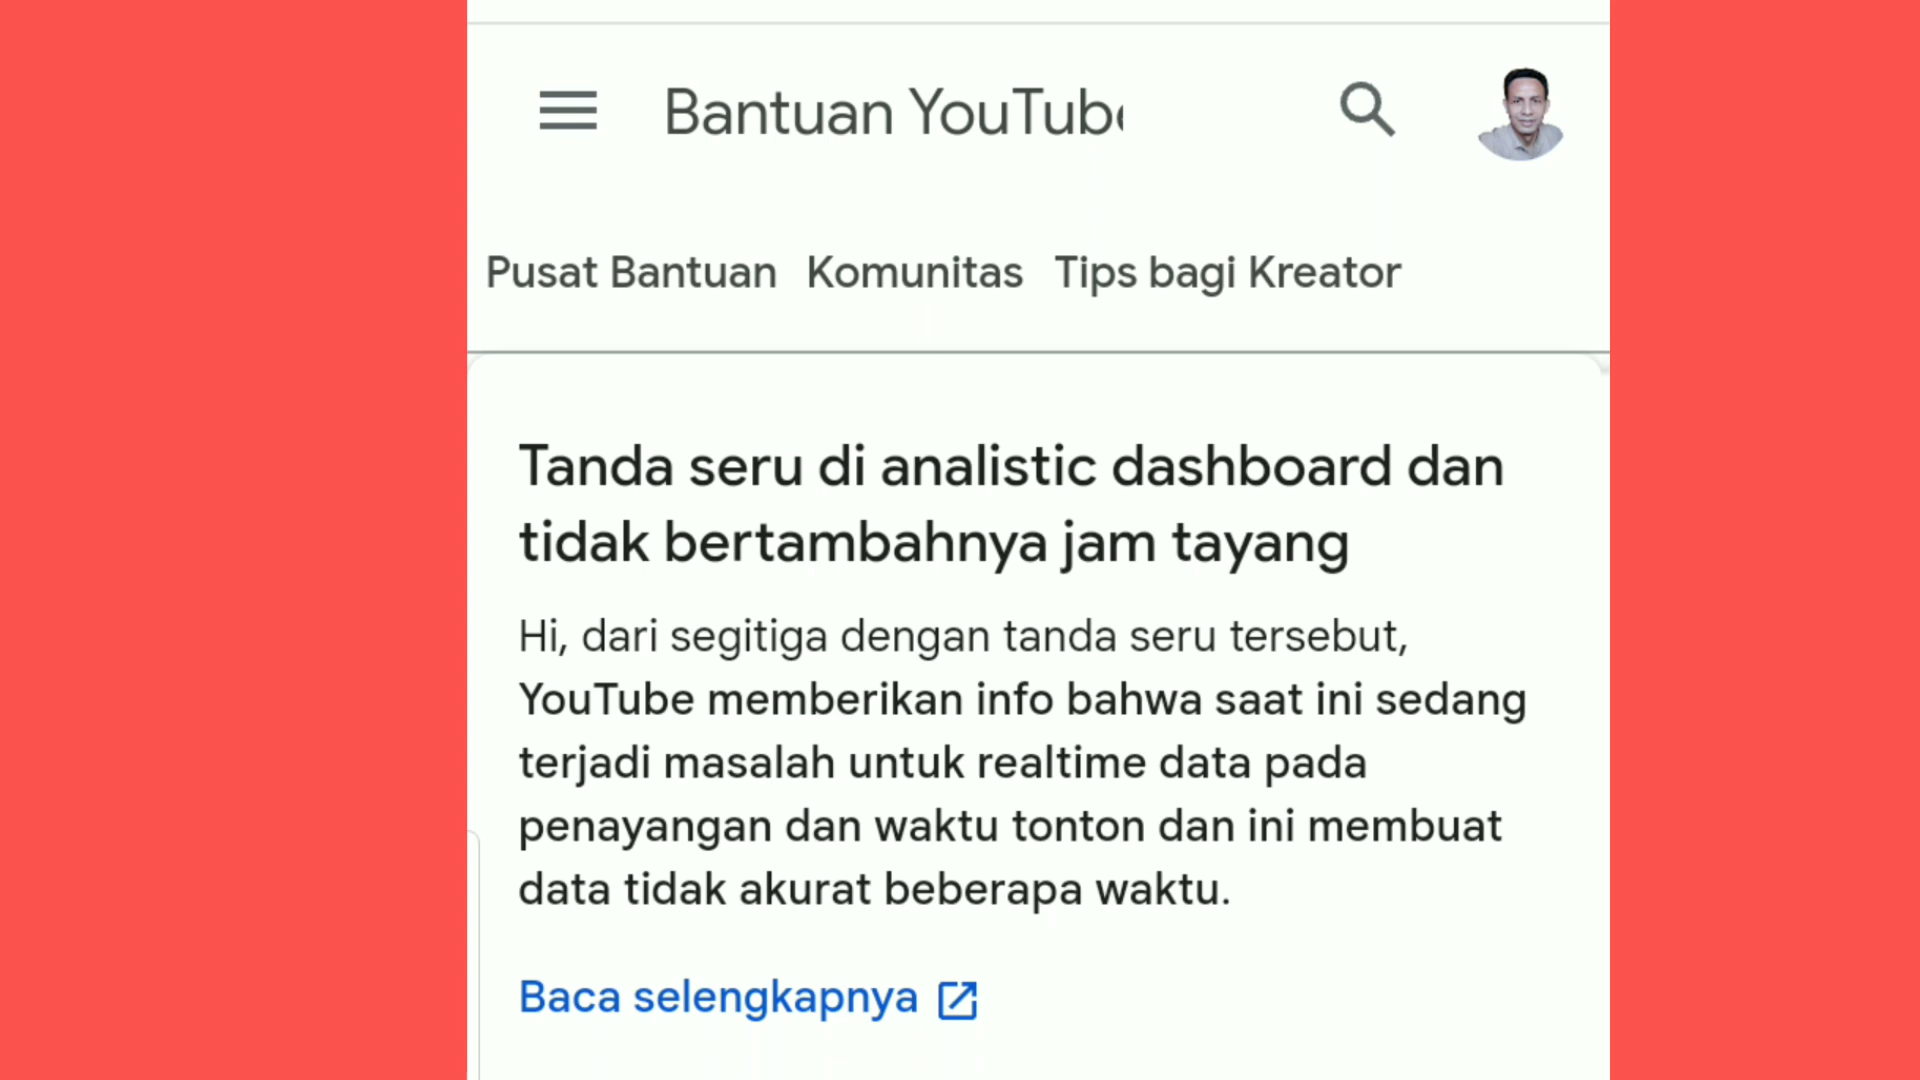 Bantuan YouTube
Pusat Bantuan Komunitas Tips bagi Kreator
Tanda seru di analistic dashboard dan
tidak bertambahnya jam tayang
Hi, dari segitiga dengan tanda seru tersebut,
YouTube memberikan info bahwa saat ini sedang
terjadi masalah untuk realtime data pada
penayangan dan waktu tonton dan ini membuat
data tidak akurat beberapa waktu.
Baca selengkapnya